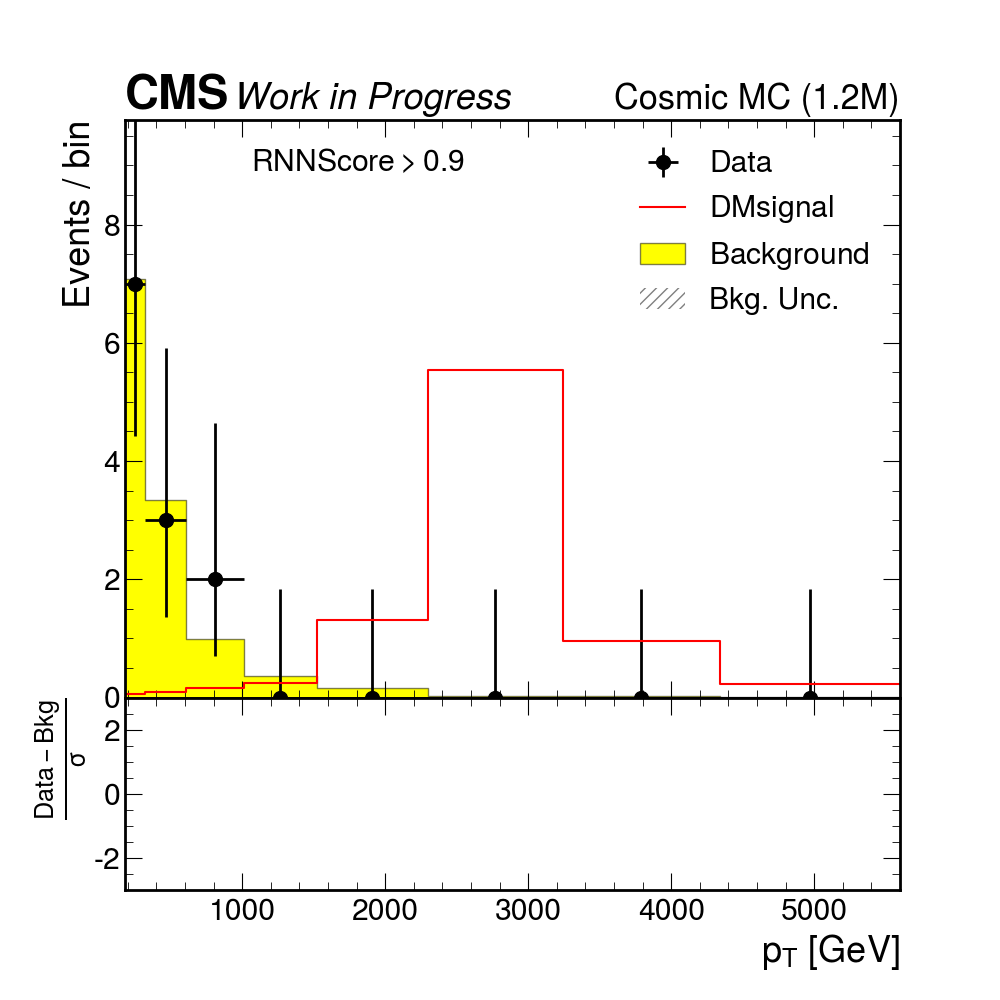 CMS Work in Progress
Cosmic MC (1.2M)
Events / bin
RNNScore > 0.9
Data
DMsignal
Background
Bkg. Unc.
8
6
4
2
0
Data – Bkg
σ
2
0
-2
1000 2000 3000 4000 5000
pT [GeV]